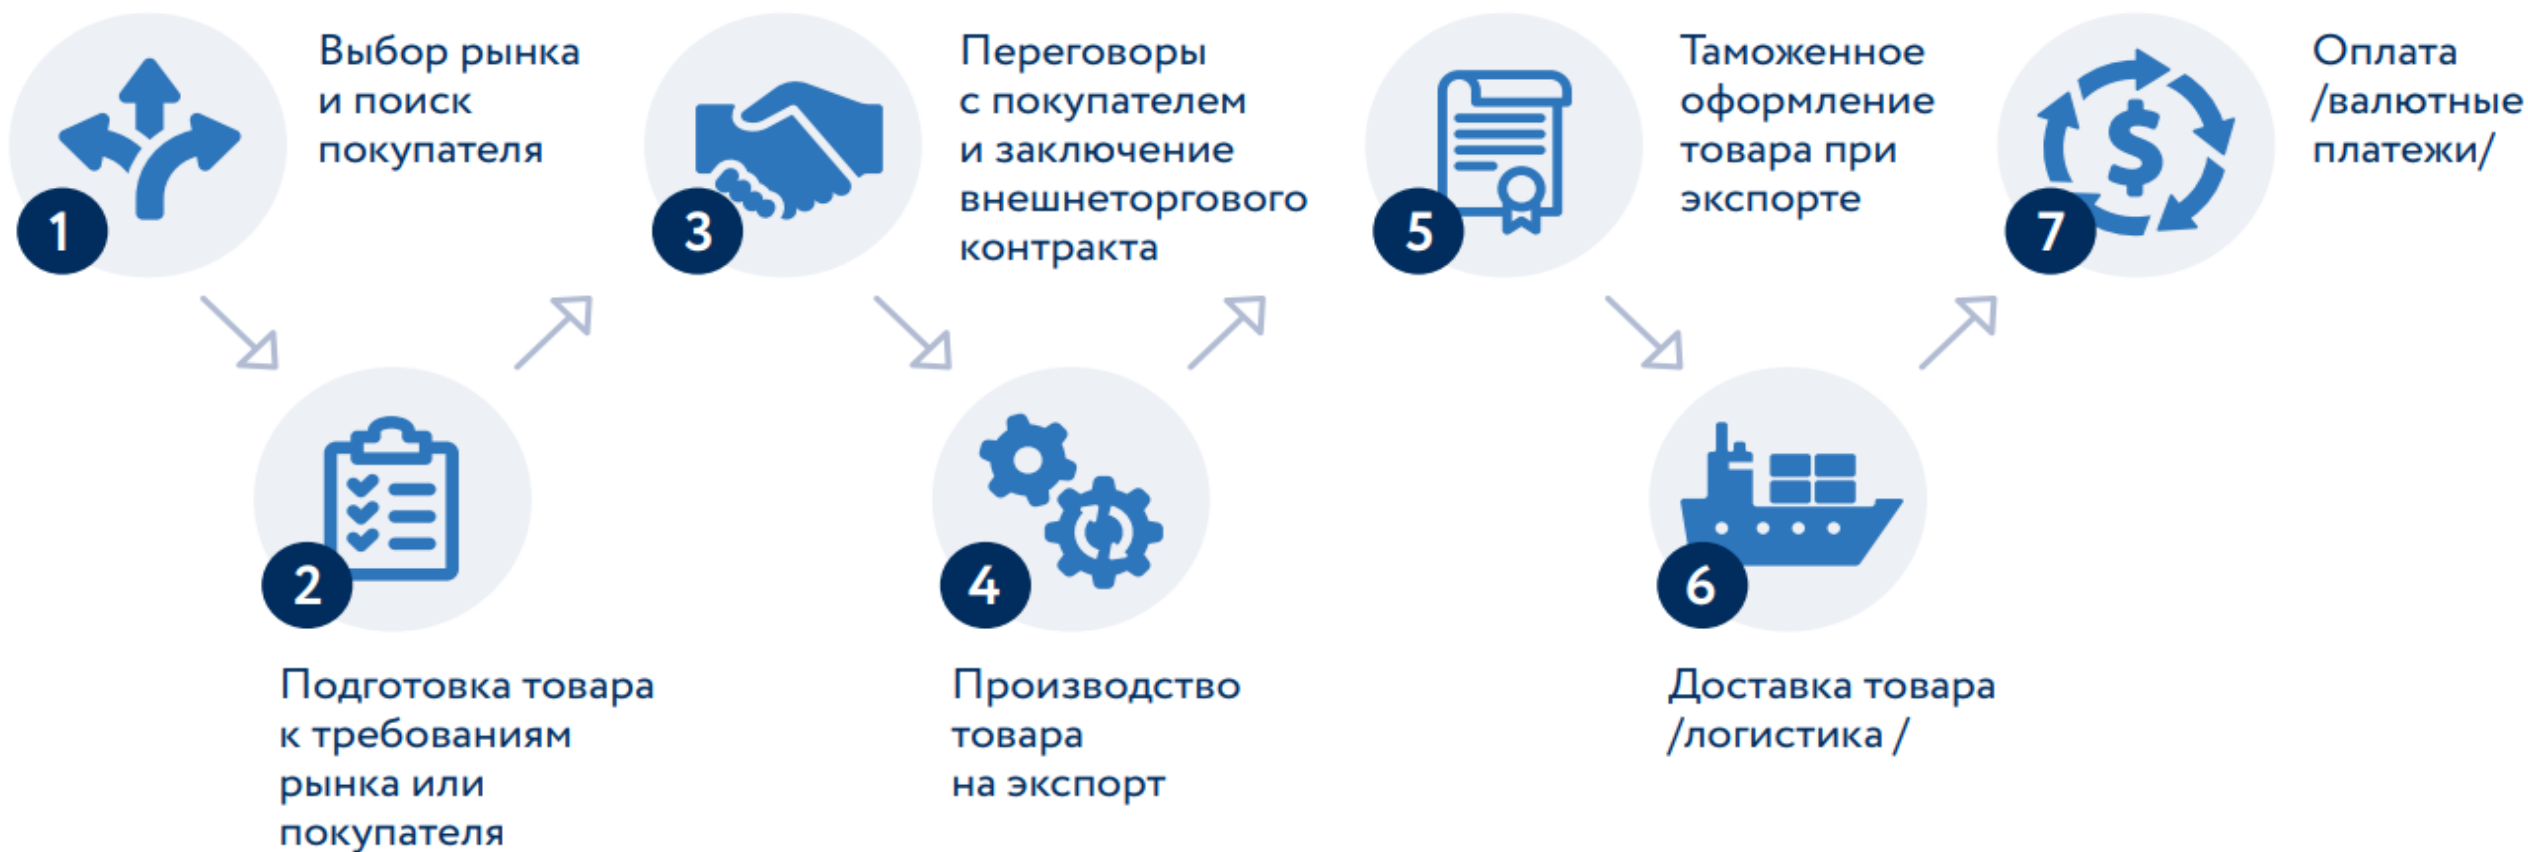 1
Выбор рынка
и поиск
покупателя
2
Подготовка товара
к требованиям
рынка или
покупателя
3
Переговоры
с покупателем
и заключение
внешнеторгового
контракта
4
Производство
товара
на экспорт
5
Таможенное
оформление
товара при
экспорте
6
Доставка товара
/логистика /
7
$
Оплата
/валютные
платежи/